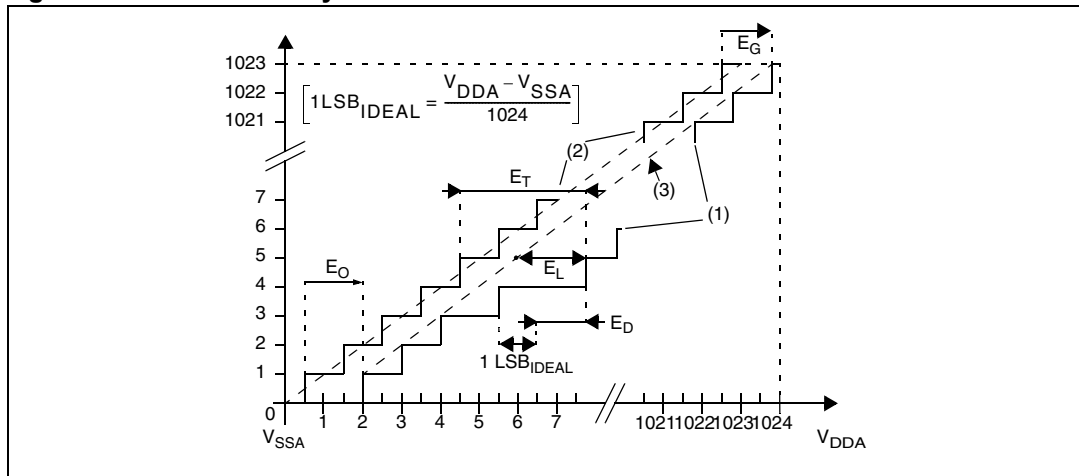 E_G
1023
1022
1021
[1LSB_IDEAL = (V_DDA – V_SSA) / 1024]
(2)
(3)
(1)
E_T
7
6
5
4
3
2
1
0
E_O
E_L
E_D
1 LSB_IDEAL
1 2 3 4 5 6 7 1021 1022 1023 1024
V_SSA
V_DDA